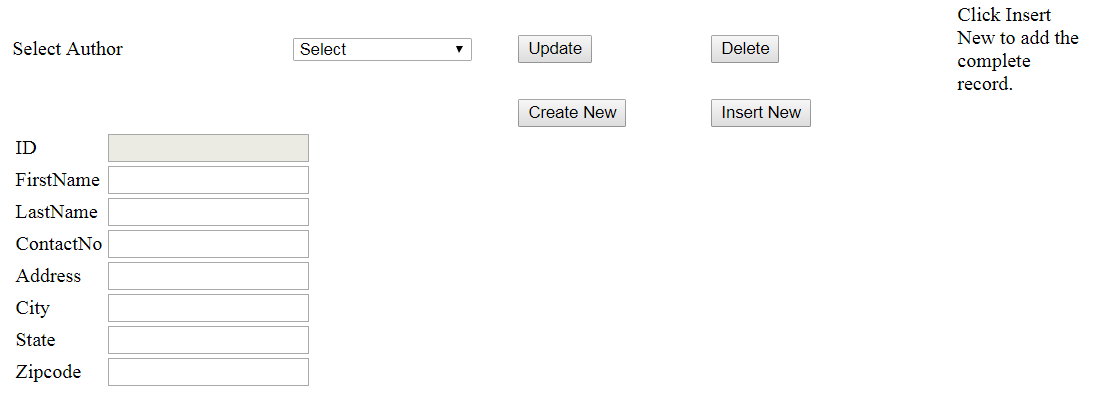 Select Author
Select
Update
Delete
Click Insert
New to add the
complete
record.
Create New
Insert New
ID
FirstName
LastName
ContactNo
Address
City
State
Zipcode